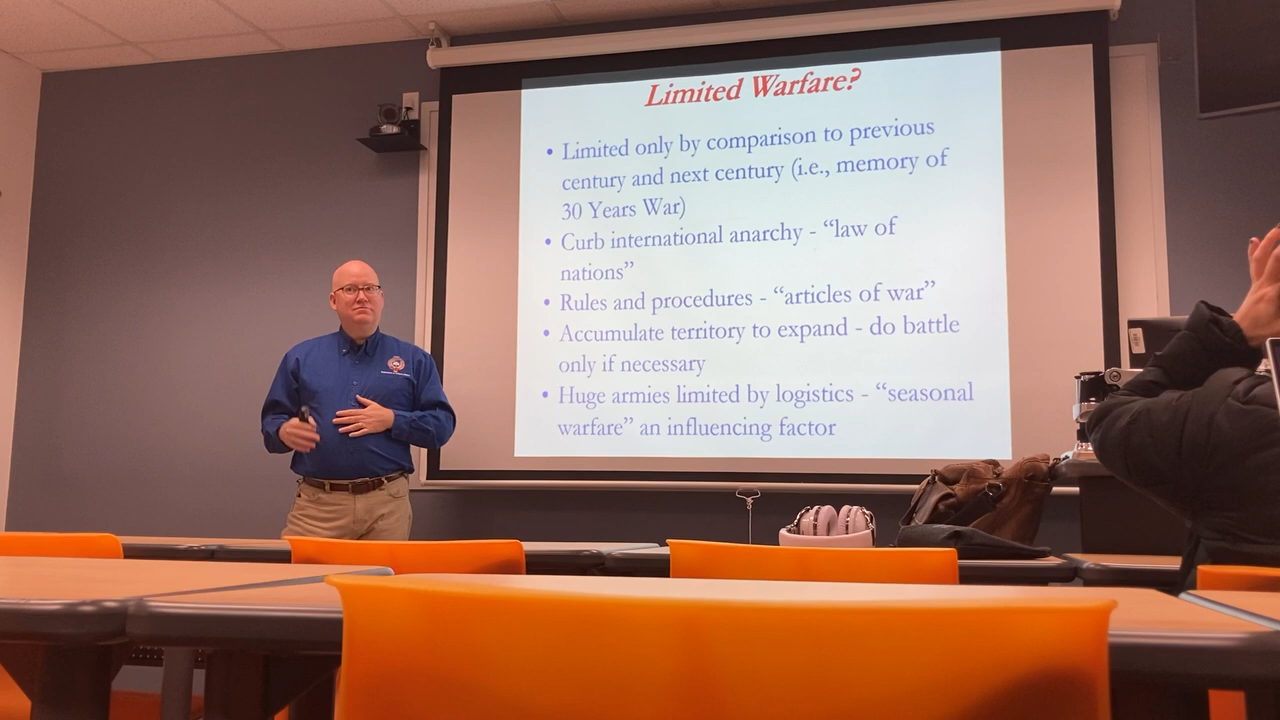 Limited Warfare?
• Limited only by comparison to previous
century and next century (i.e., memory of
30 Years War)
• Curb international anarchy - “law of
nations”
• Rules and procedures - “articles of war”
• Accumulate territory to expand - do battle
only if necessary
• Huge armies limited by logistics - “seasonal
warfare” an influencing factor